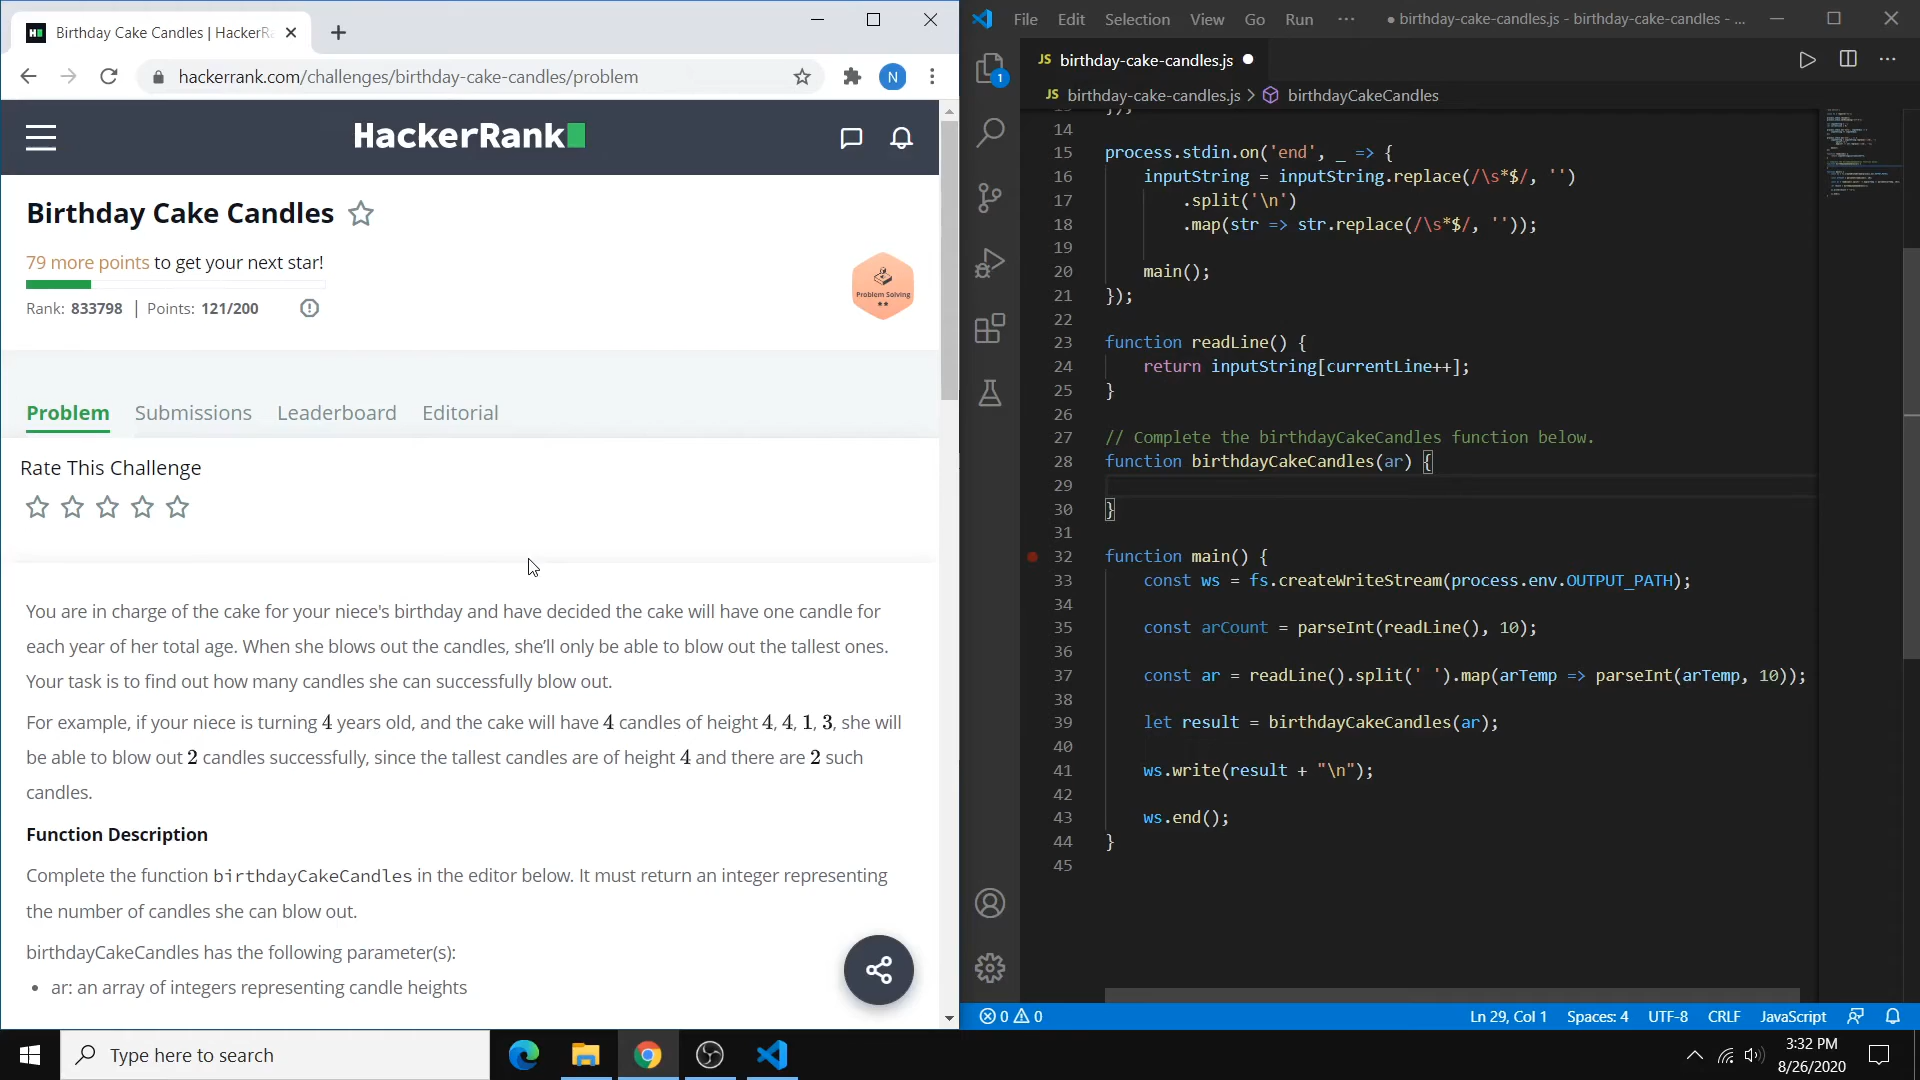 Birthday Cake Candles | HackerRa
hackerrank.com/challenges/birthday-cake-candles/problem
N
HackerRank
Birthday Cake Candles
79 more points to get your next star!
Rank: 833798 | Points: 121/200
Problem Solving
Problem Submissions Leaderboard Editorial
Rate This Challenge
You are in charge of the cake for your niece's birthday and have decided the cake will have one candle for
each year of her total age. When she blows out the candles, she’ll only be able to blow out the tallest ones.
Your task is to find out how many candles she can successfully blow out.
For example, if your niece is turning 4 years old, and the cake will have 4 candles of height 4, 4, 1, 3, she will
be able to blow out 2 candles successfully, since the tallest candles are of height 4 and there are 2 such
candles.
Function Description
Complete the function birthdayCakeCandles in the editor below. It must return an integer representing
the number of candles she can blow out.
birthdayCakeCandles has the following parameter(s):
• ar: an array of integers representing candle heights
File Edit Selection View Go Run ··· ● birthday-cake-candles.js - birthday-cake-candles - ...
1
JS birthday-cake-candles.js ●
JS birthday-cake-candles.js > birthdayCakeCandles
14
15 process.stdin.on('end', _ => {
16 inputString = inputString.replace(/\s*$/, '')
17 .split('\n')
18 .map(str => str.replace(/\s*$/, ''));
19
20 main();
21 });
22
23 function readLine() {
24 return inputString[currentLine++];
25 }
26
27 // Complete the birthdayCakeCandles function below.
28 function birthdayCakeCandles(ar) {
29
30 }
31
32 function main() {
33 const ws = fs.createWriteStream(process.env.OUTPUT_PATH);
34
35 const arCount = parseInt(readLine(), 10);
36
37 const ar = readLine().split(' ').map(arTemp => parseInt(arTemp, 10));
38
39 let result = birthdayCakeCandles(ar);
40
41 ws.write(result + "\n");
42
43 ws.end();
44 }
45
0 0 Ln 29, Col 1 Spaces: 4 UTF-8 CRLF JavaScript
Type here to search
3:32 PM
8/26/2020